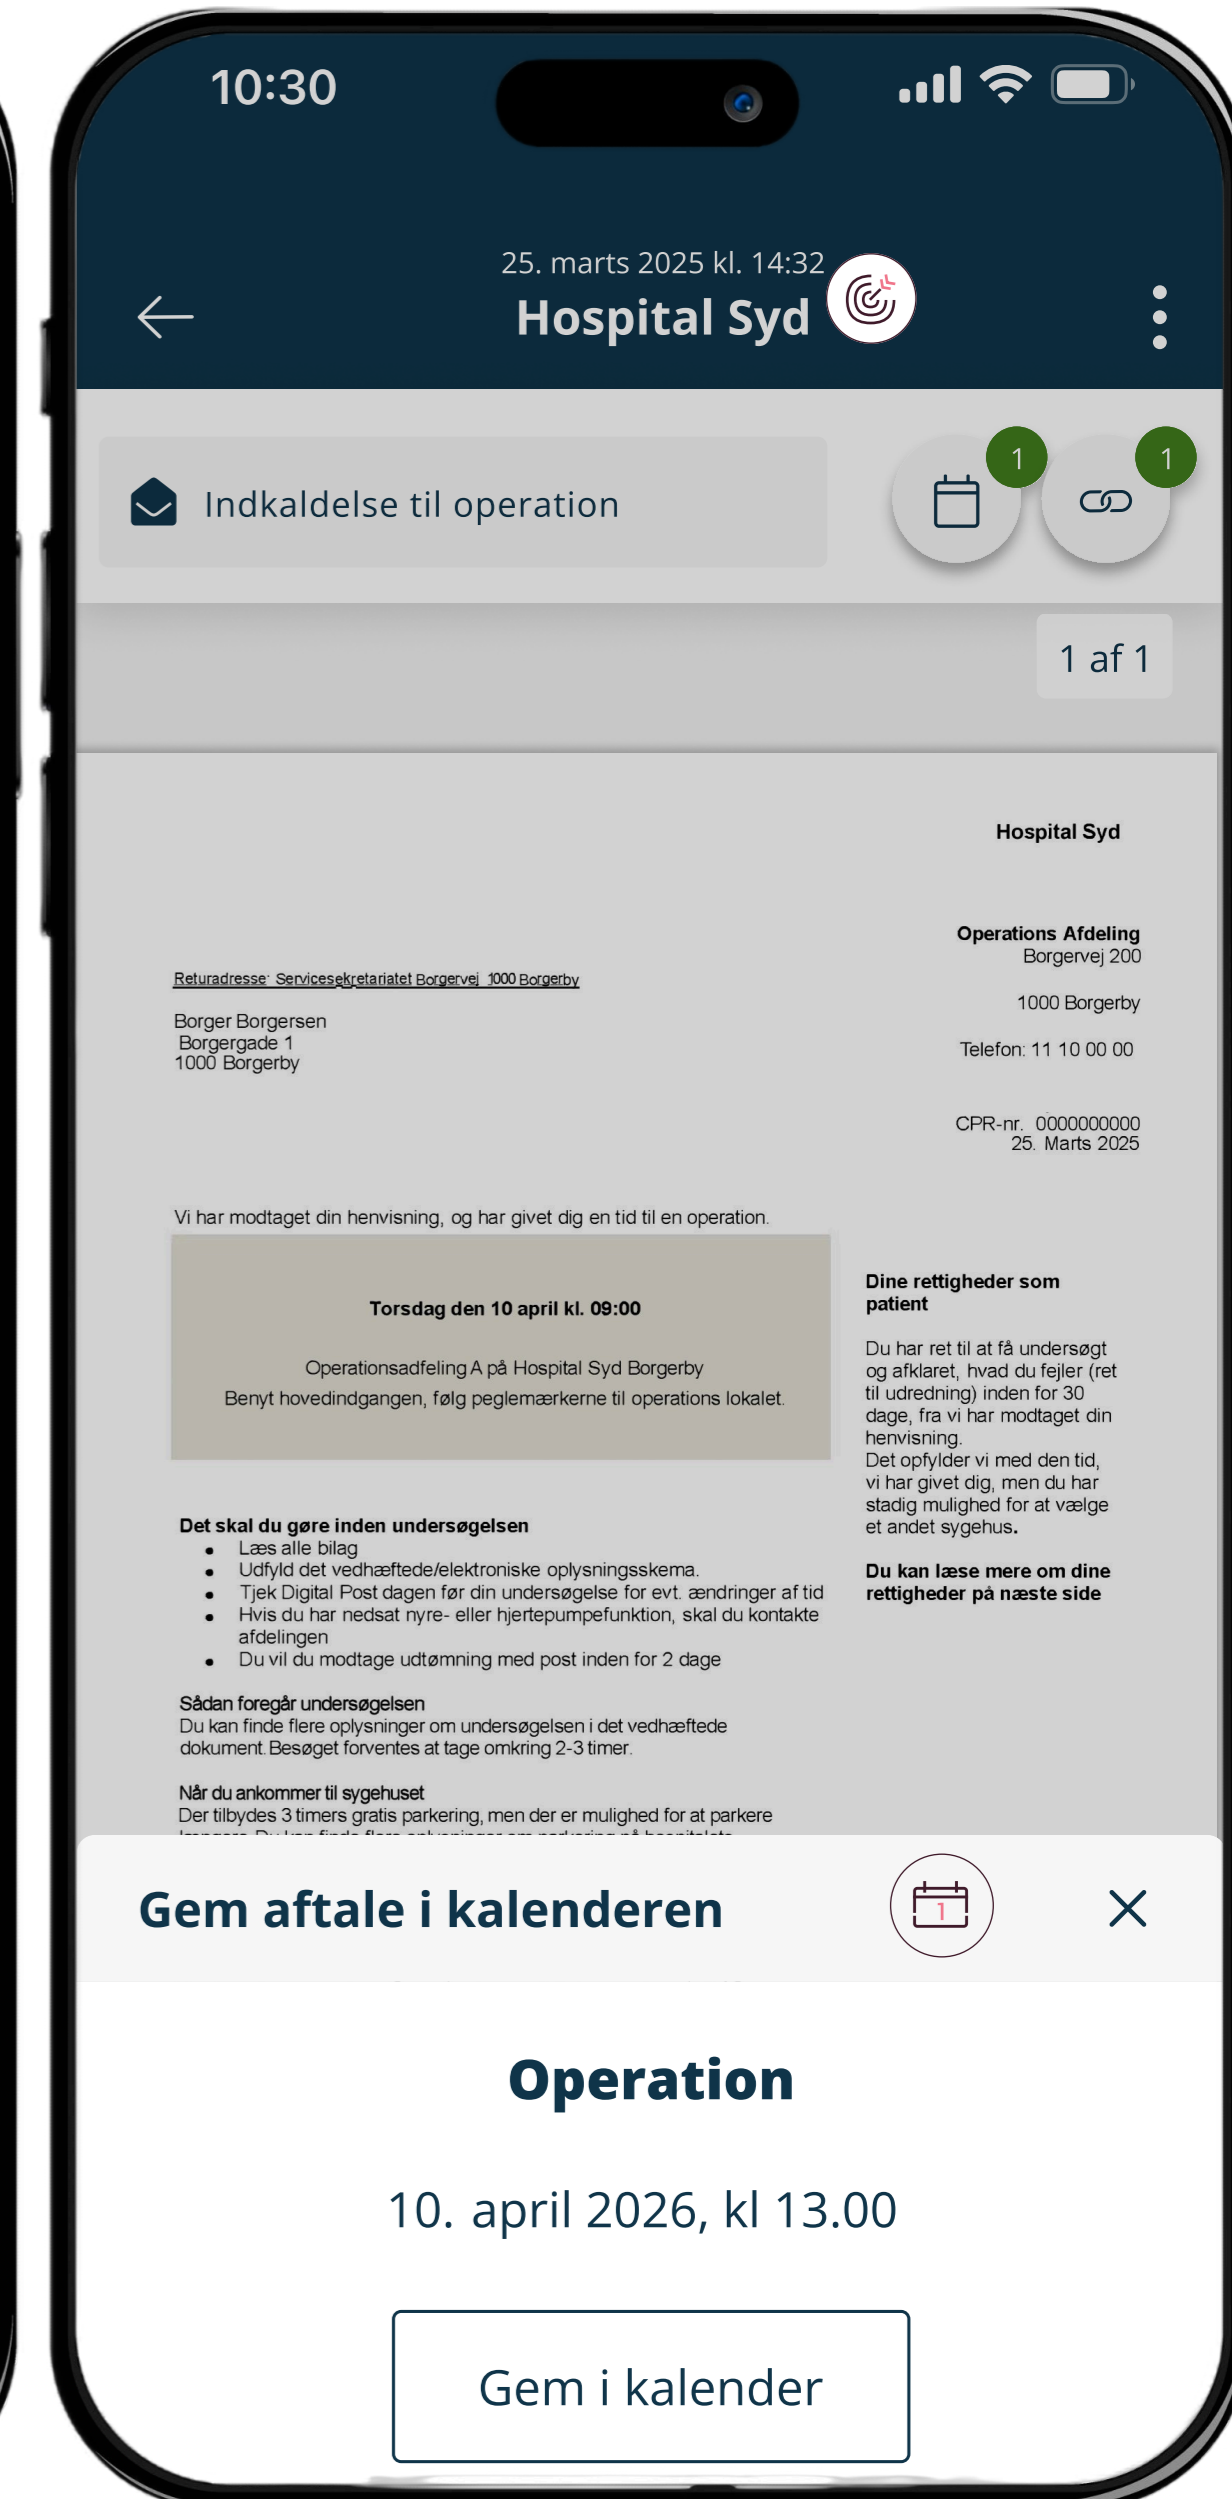 10:30
25. marts 2025 kl. 14:32
Hospital Syd
Indkaldelse til operation
1
1
1 af 1
Hospital Syd
Operations Afdeling
Borgervej 200
1000 Borgerby
Telefon: 11 10 00 00
CPR-nr. 0000000000
25. Marts 2025
Returadresse: Servicesekretariatet Borgervej 1000 Borgerby
Borger Borgersen
Borgergade 1
1000 Borgerby
Vi har modtaget din henvisning, og har givet dig en tid til en operation.
Torsdag den 10 april kl. 09:00
Operationsadfeling A på Hospital Syd Borgerby
Benyt hovedindgangen, følg peglemærkerne til operations lokalet.
Det skal du gøre inden undersøgelsen
• Læs alle bilag
• Udfyld det vedhæftede/elektroniske oplysningsskema.
• Tjek Digital Post dagen før din undersøgelse for evt. ændringer af tid
• Hvis du har nedsat nyre- eller hjertepumpefunktion, skal du kontakte
afdelingen
• Du vil du modtage udtømning med post inden for 2 dage
Sådan foregår undersøgelsen
Du kan finde flere oplysninger om undersøgelsen i det vedhæftede
dokument. Besøget forventes at tage omkring 2-3 timer.
Når du ankommer til sygehuset
Der tilbydes 3 timers gratis parkering, men der er mulighed for at parkere
Dine rettigheder som
patient
Du har ret til at få undersøgt
og afklaret, hvad du fejler (ret
til udredning) inden for 30
dage, fra vi har modtaget din
henvisning.
Det opfylder vi med den tid,
vi har givet dig, men du har
stadig mulighed for at vælge
et andet sygehus.
Du kan læse mere om dine
rettigheder på næste side
Gem aftale i kalenderen
1
Operation
10. april 2026, kl 13.00
Gem i kalender